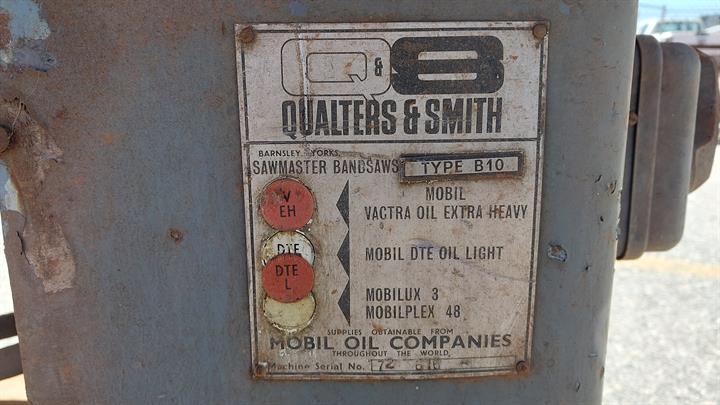 Q & S
QUALTERS & SMITH
BARNSLEY YORKS.
SAWMASTER BANDSAWS TYPE B10
V
EH
MOBIL
VACTRA OIL EXTRA HEAVY
DTE
MOBIL DTE OIL LIGHT
DTE
L
MOBILUX 3
MOBILPLEX 48
SUPPLIES OBTAINABLE FROM
MOBIL OIL COMPANIES
THROUGHOUT THE WORLD
Machine Serial No. 72